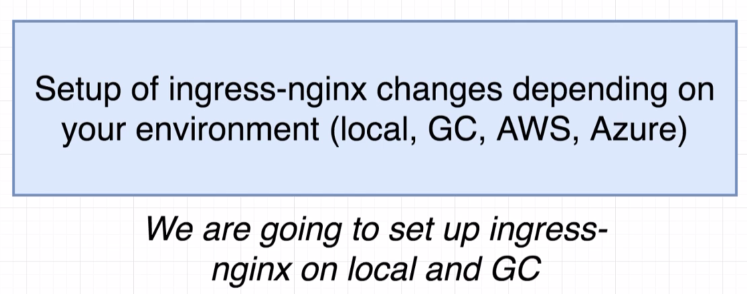 Setup of ingress-nginx changes depending on
your environment (local, GC, AWS, Azure)
We are going to set up ingress-
nginx on local and GC